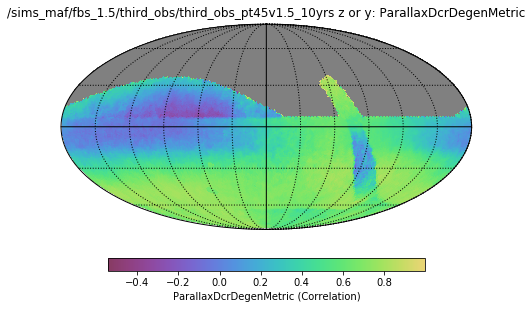 /sims_maf/fbs_1.5/third_obs/third_obs_pt45v1.5_10yrs z or y: ParallaxDcrDegenMetric
−0.4 −0.2 0.0 0.2 0.4 0.6 0.8
ParallaxDcrDegenMetric (Correlation)